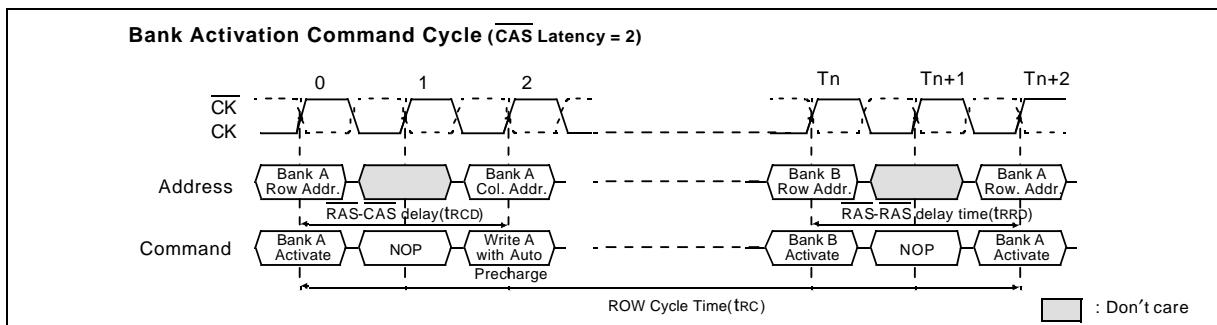 Bank Activation Command Cycle (CAS Latency = 2)
0 1 2 Tn Tn+1 Tn+2
CK
CK
Address
Bank A Row Addr.
Bank A Col. Addr.
Bank B Row Addr.
Bank A Row. Addr.
RAS-CAS delay(tRCD)
RAS-RAS delay time(tRRD)
Command
Bank A Activate
NOP
Write A with Auto Precharge
Bank B Activate
NOP
Bank A Activate
ROW Cycle Time(tRC)
: Don't care